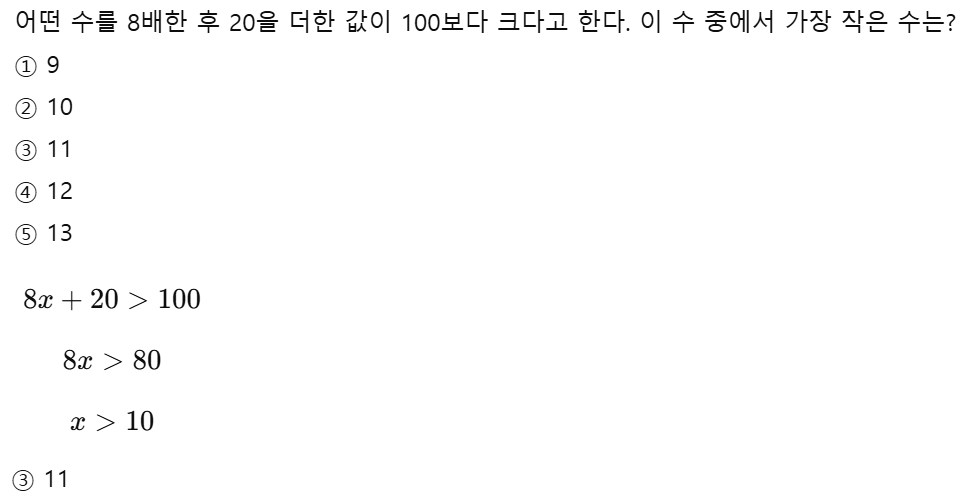 어떤 수를 8배한 후 20을 더한 값이 100보다 크다고 한다. 이 수 중에서 가장 작은 수는?
① 9
② 10
③ 11
④ 12
⑤ 13
8x + 20 > 100
8x > 80
x > 10
③ 11